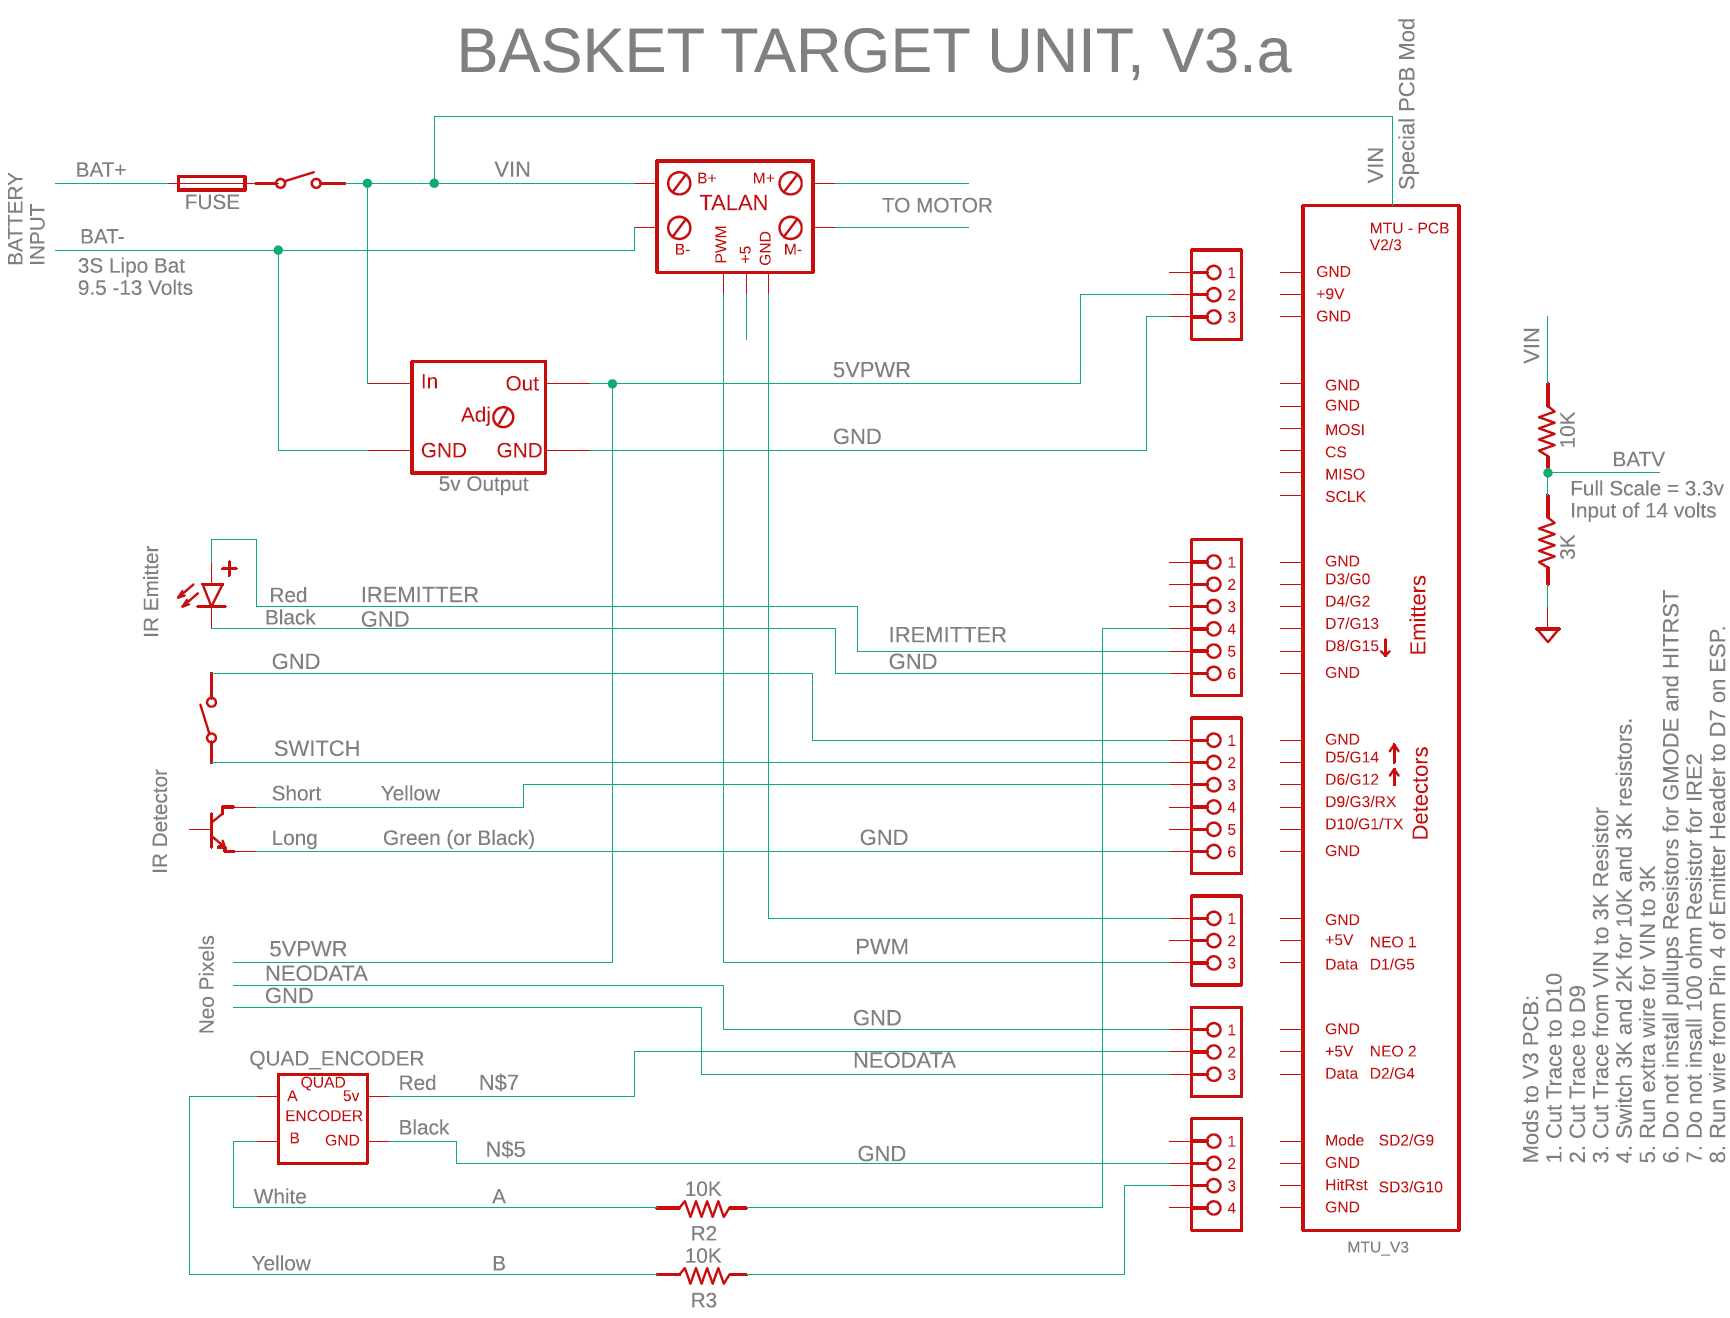 BASKET TARGET UNIT, V3.a
Special PCB Mod
VIN
BATTERY
INPUT
BAT+
FUSE
VIN
BAT-
3S Lipo Bat
9.5 -13 Volts
B+
M+
TALAN
B-
PWM
+5
GND
M-
TO MOTOR
In
Out
Adj
GND
GND
5v Output
5VPWR
GND
1
2
3
MTU - PCB
V2/3
GND
+9V
GND
GND
GND
MOSI
CS
MISO
SCLK
VIN
10K
BATV
Full Scale = 3.3v
Input of 14 volts
3K
IR Emitter
+
Red
IREMITTER
Black
GND
IREMITTER
GND
1
2
3
4
5
6
GND
D3/G0
D4/G2
D7/G13
D8/G15
GND
Emitters
GND
SWITCH
IR Detector
Short
Yellow
Long
Green (or Black)
GND
1
2
3
4
5
6
GND
D5/G14
D6/G12
D9/G3/RX
D10/G1/TX
GND
Detectors
Neo Pixels
5VPWR
NEODATA
GND
PWM
1
2
3
GND
+5V NEO 1
Data D1/G5
GND
NEODATA
1
2
3
GND
+5V NEO 2
Data D2/G4
QUAD_ENCODER
QUAD
A
5v
ENCODER
B
GND
Red
N$7
Black
N$5
GND
White
A
10K
R2
Yellow
B
10K
R3
1
2
3
4
Mode SD2/G9
GND
HitRst SD3/G10
GND
MTU_V3
Mods to V3 PCB:
1. Cut Trace to D10
2. Cut Trace to D9
3. Cut Trace from VIN to 3K Resistor
4. Switch 3K and 2K for 10K and 3K resistors.
5. Run extra wire for VIN to 3K
6. Do not install pullups Resistors for GMODE and HITRST
7. Do not insall 100 ohm Resistor for IRE2
8. Run wire from Pin 4 of Emitter Header to D7 on ESP.